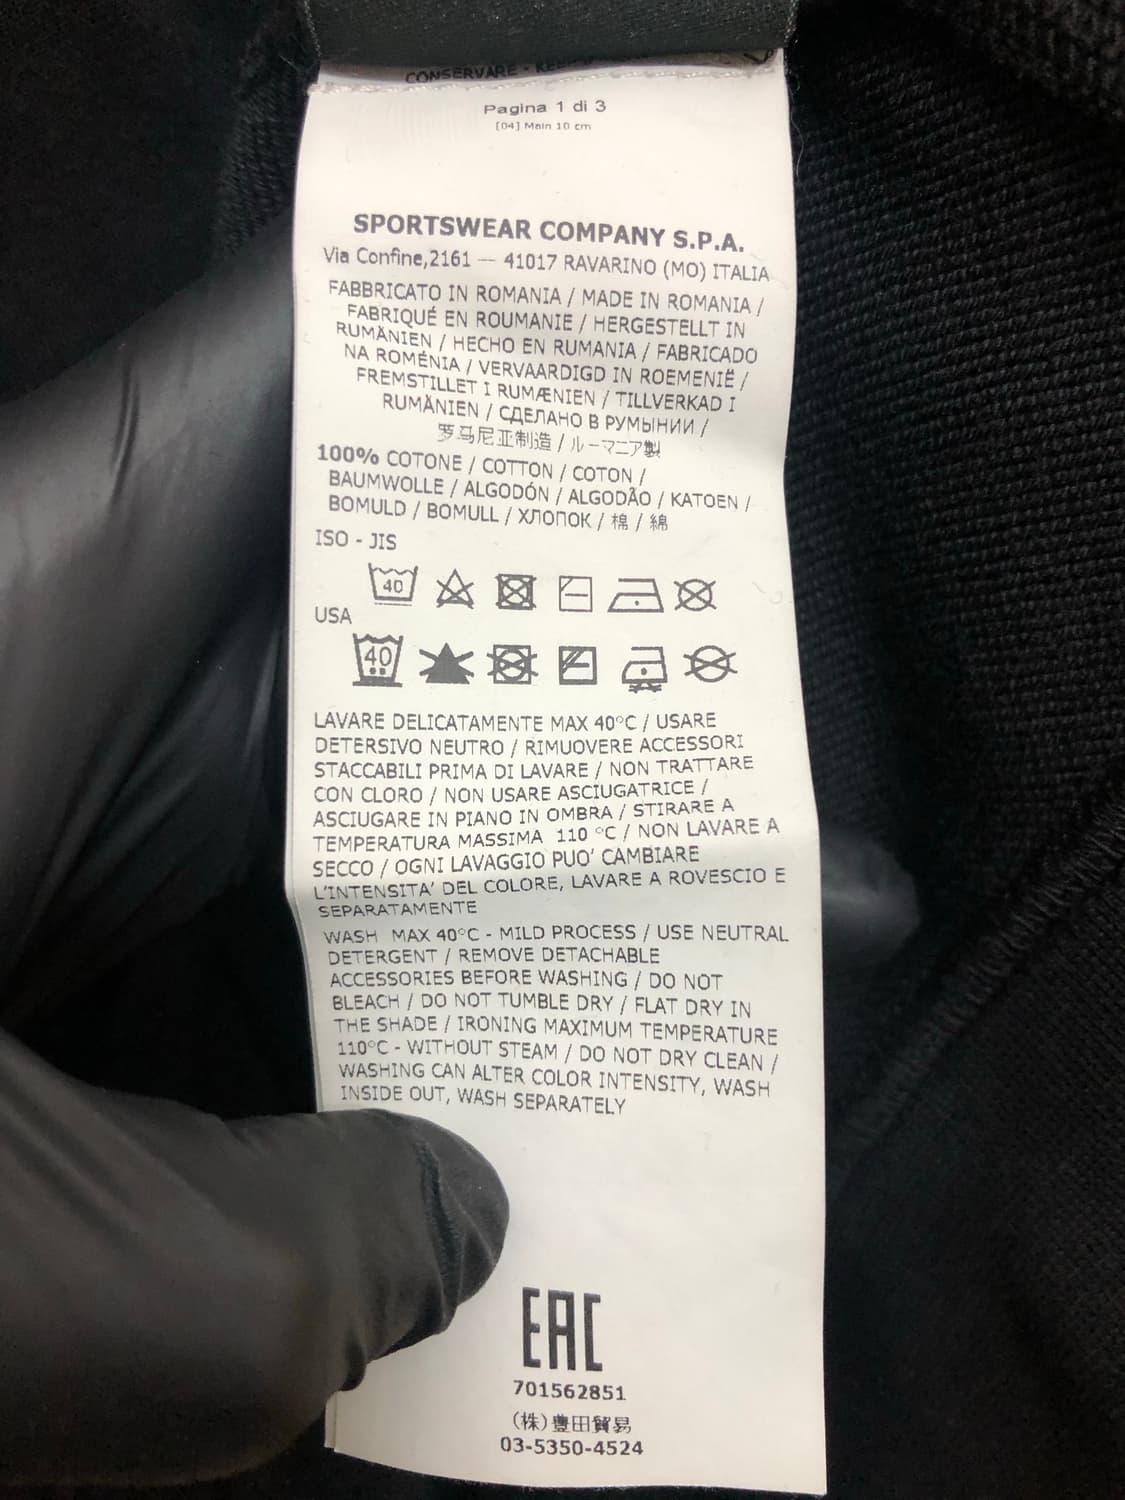 CONSERVARE - KEEP
Pagina 1 di 3
[04] Main 10 cm
SPORTSWEAR COMPANY S.P.A.
Via Confine,2161 — 41017 RAVARINO (MO) ITALIA
FABBRICATO IN ROMANIA / MADE IN ROMANIA /
FABRIQUÉ EN ROUMANIE / HERGESTELLT IN
RUMÄNIEN / HECHO EN RUMANIA / FABRICADO
NA ROMÉNIA / VERVAARDIGD IN ROEMENIË /
FREMSTILLET I RUMÆNIEN / TILLVERKAD I
RUMÄNIEN / СДЕЛАНО В РУМЫНИИ /
罗马尼亚制造 / ルーマニア製
100% COTONE / COTTON / COTON /
BAUMWOLLE / ALGODÓN / ALGODÃO / KATOEN /
BOMULD / BOMULL / ХЛОПОК / 棉 / 綿
ISO - JIS
40
USA
40
LAVARE DELICATAMENTE MAX 40°C / USARE
DETERSIVO NEUTRO / RIMUOVERE ACCESSORI
STACCABILI PRIMA DI LAVARE / NON TRATTARE
CON CLORO / NON USARE ASCIUGATRICE /
ASCIUGARE IN PIANO IN OMBRA / STIRARE A
TEMPERATURA MASSIMA 110 °C / NON LAVARE A
SECCO / OGNI LAVAGGIO PUO' CAMBIARE
L'INTENSITA' DEL COLORE, LAVARE A ROVESCIO E
SEPARATAMENTE
WASH MAX 40°C - MILD PROCESS / USE NEUTRAL
DETERGENT / REMOVE DETACHABLE
ACCESSORIES BEFORE WASHING / DO NOT
BLEACH / DO NOT TUMBLE DRY / FLAT DRY IN
THE SHADE / IRONING MAXIMUM TEMPERATURE
110°C - WITHOUT STEAM / DO NOT DRY CLEAN /
WASHING CAN ALTER COLOR INTENSITY, WASH
INSIDE OUT, WASH SEPARATELY
EAC
701562851
(株)豊田貿易
03-5350-4524